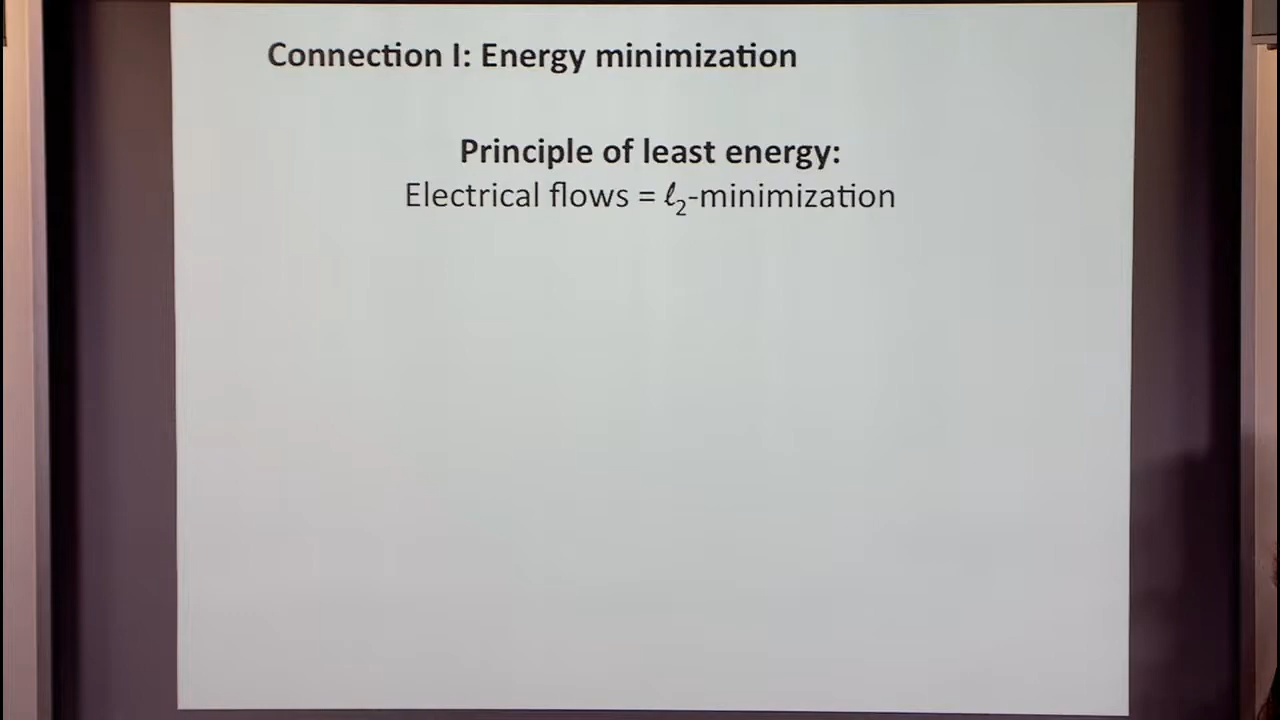 Connection I: Energy minimization
Principle of least energy:
Electrical flows = ℓ₂-minimization